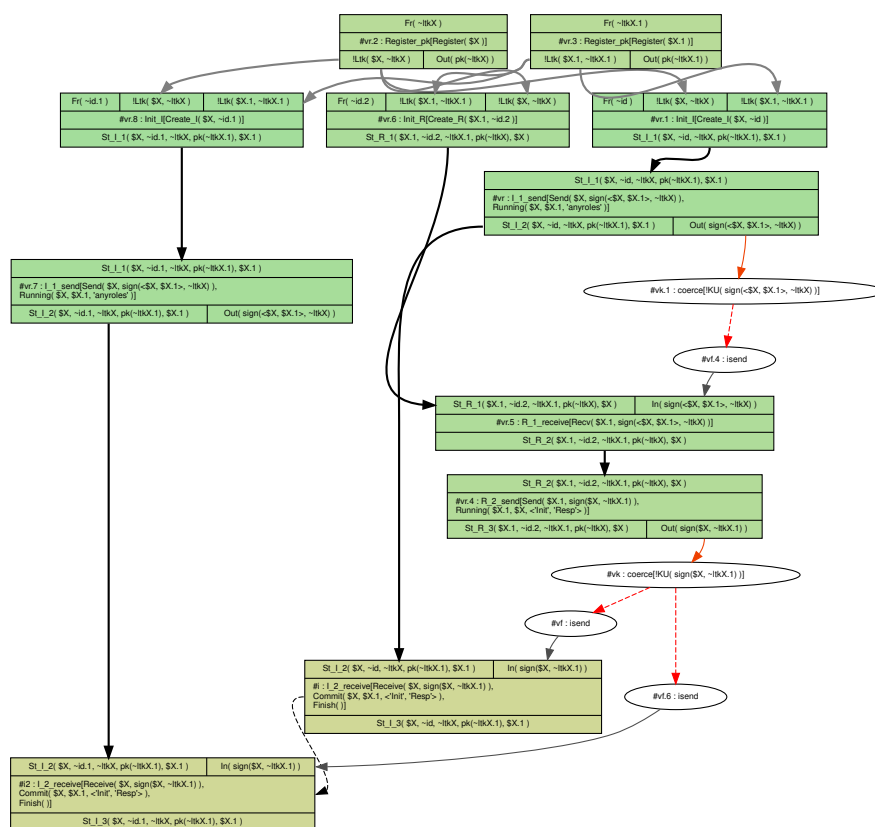 Fr( ~ltkX )
#vr.2 : Register_pk[Register( $X )]
!Ltk( $X, ~ltkX )
Out( pk(~ltkX) )
Fr( ~ltkX.1 )
#vr.3 : Register_pk[Register( $X.1 )]
!Ltk( $X.1, ~ltkX.1 )
Out( pk(~ltkX.1) )
Fr( ~id.1 )
!Ltk( $X, ~ltkX )
!Ltk( $X.1, ~ltkX.1 )
#vr.8 : Init_I[Create_I( $X, ~id.1 )]
St_I_1( $X, ~id.1, ~ltkX, pk(~ltkX.1), $X.1 )
Fr( ~id.2 )
!Ltk( $X.1, ~ltkX.1 )
!Ltk( $X, ~ltkX )
#vr.6 : Init_R[Create_R( $X.1, ~id.2 )]
St_R_1( $X.1, ~id.2, ~ltkX.1, pk(~ltkX), $X )
Fr( ~id )
!Ltk( $X, ~ltkX )
!Ltk( $X.1, ~ltkX.1 )
#vr.1 : Init_I[Create_I( $X, ~id )]
St_I_1( $X, ~id, ~ltkX, pk(~ltkX.1), $X.1 )
St_I_1( $X, ~id, ~ltkX, pk(~ltkX.1), $X.1 )
#vr : I_1_send[Send( $X, sign(<$X, $X.1>, ~ltkX) ),
Running( $X, $X.1, 'anyroles' )]
St_I_2( $X, ~id, ~ltkX, pk(~ltkX.1), $X.1 )
Out( sign(<$X, $X.1>, ~ltkX) )
St_I_1( $X, ~id.1, ~ltkX, pk(~ltkX.1), $X.1 )
#vr.7 : I_1_send[Send( $X, sign(<$X, $X.1>, ~ltkX) ),
Running( $X, $X.1, 'anyroles' )]
St_I_2( $X, ~id.1, ~ltkX, pk(~ltkX.1), $X.1 )
Out( sign(<$X, $X.1>, ~ltkX) )
#vk.1 : coerce[!KU( sign(<$X, $X.1>, ~ltkX) )]
#vf.4 : isend
St_R_1( $X.1, ~id.2, ~ltkX.1, pk(~ltkX), $X )
In( sign(<$X, $X.1>, ~ltkX) )
#vr.5 : R_1_receive[Recv( $X.1, sign(<$X, $X.1>, ~ltkX) )]
St_R_2( $X.1, ~id.2, ~ltkX.1, pk(~ltkX), $X )
St_R_2( $X.1, ~id.2, ~ltkX.1, pk(~ltkX), $X )
#vr.4 : R_2_send[Send( $X.1, sign($X, ~ltkX.1) ),
Running( $X.1, $X, <'Init', 'Resp'> )]
St_R_3( $X.1, ~id.2, ~ltkX.1, pk(~ltkX), $X )
Out( sign($X, ~ltkX.1) )
#vk : coerce[!KU( sign($X, ~ltkX.1) )]
#vf : isend
St_I_2( $X, ~id, ~ltkX, pk(~ltkX.1), $X.1 )
In( sign($X, ~ltkX.1) )
#i : I_2_receive[Receive( $X, sign($X, ~ltkX.1) ),
Commit( $X, $X.1, <'Init', 'Resp'> ),
Finish( )]
St_I_3( $X, ~id, ~ltkX, pk(~ltkX.1), $X.1 )
#vf.6 : isend
St_I_2( $X, ~id.1, ~ltkX, pk(~ltkX.1), $X.1 )
In( sign($X, ~ltkX.1) )
#i2 : I_2_receive[Receive( $X, sign($X, ~ltkX.1) ),
Commit( $X, $X.1, <'Init', 'Resp'> ),
Finish( )]
St_I_3( $X, ~id.1, ~ltkX, pk(~ltkX.1), $X.1 )